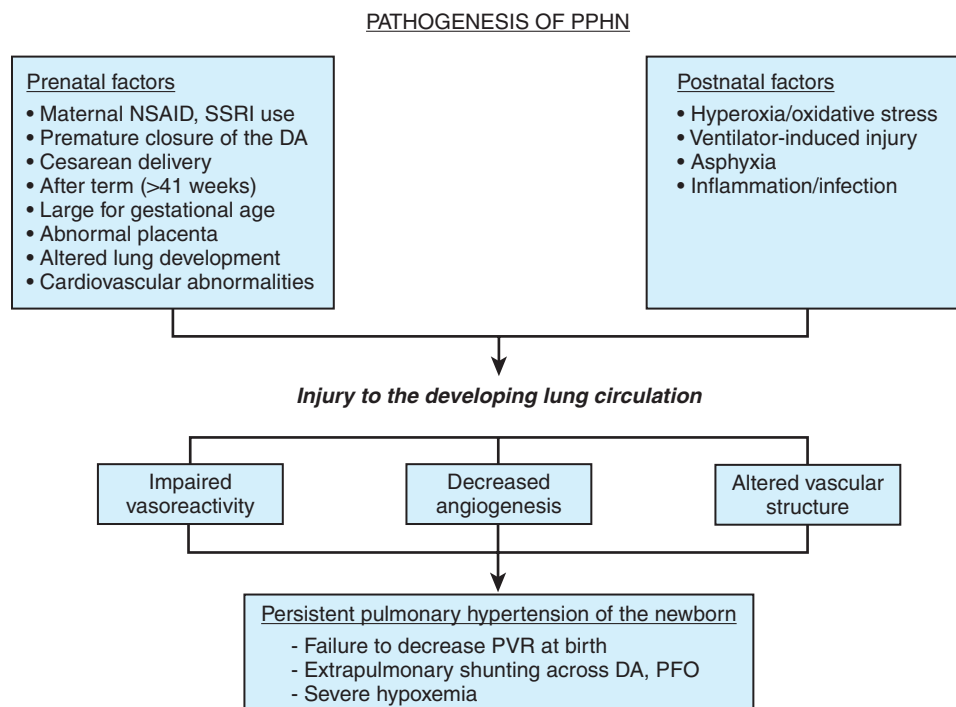 PATHOGENESIS OF PPHN
Prenatal factors
• Maternal NSAID, SSRI use
• Premature closure of the DA
• Cesarean delivery
• After term (>41 weeks)
• Large for gestational age
• Abnormal placenta
• Altered lung development
• Cardiovascular abnormalities
Postnatal factors
• Hyperoxia/oxidative stress
• Ventilator-induced injury
• Asphyxia
• Inflammation/infection
Injury to the developing lung circulation
Impaired
vasoreactivity
Decreased
angiogenesis
Altered vascular
structure
Persistent pulmonary hypertension of the newborn
- Failure to decrease PVR at birth
- Extrapulmonary shunting across DA, PFO
- Severe hypoxemia